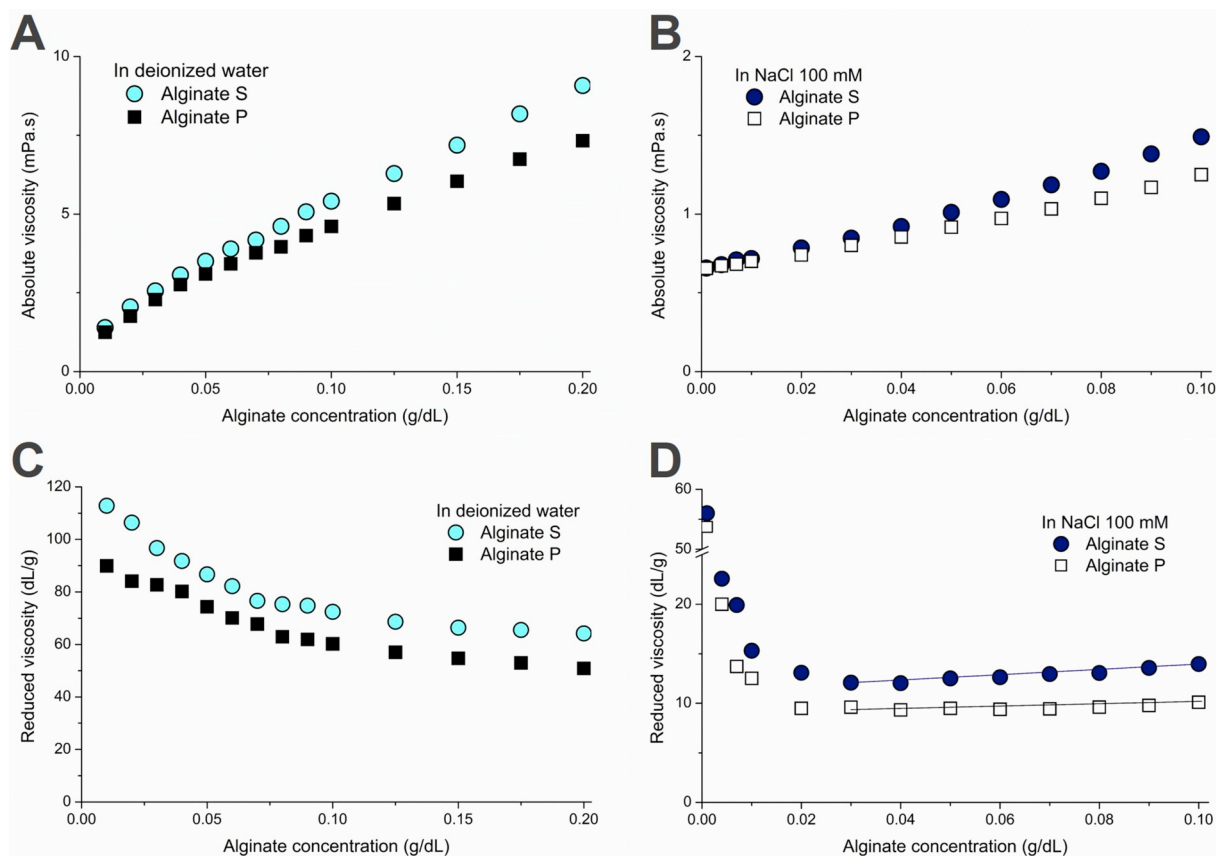 A
In deionized water
Alginate S
Alginate P
Absolute viscosity (mPa.s)
10
5
0
0.00 0.05 0.10 0.15 0.20
Alginate concentration (g/dL)
B
In NaCl 100 mM
Alginate S
Alginate P
Absolute viscosity (mPa.s)
2
1
0
0.00 0.02 0.04 0.06 0.08 0.10
Alginate concentration (g/dL)
C
In deionized water
Alginate S
Alginate P
Reduced viscosity (dL/g)
120
100
80
60
40
20
0
0.00 0.05 0.10 0.15 0.20
Alginate concentration (g/dL)
D
In NaCl 100 mM
Alginate S
Alginate P
Reduced viscosity (dL/g)
60
50
20
10
0
0.00 0.02 0.04 0.06 0.08 0.10
Alginate concentration (g/dL)